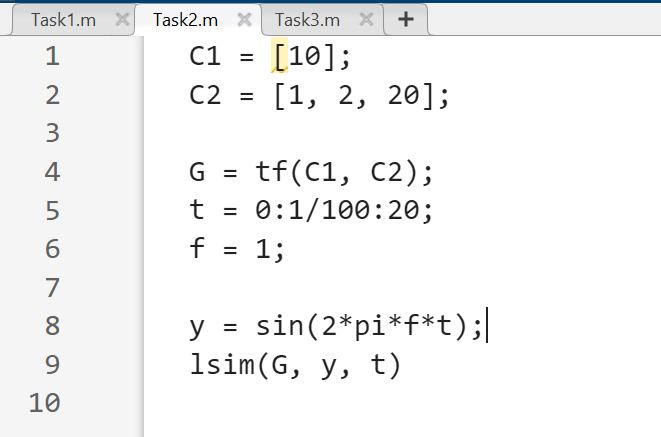 Task1.m × Task2.m × Task3.m × +
1 C1 = [10];
2 C2 = [1, 2, 20];
3
4 G = tf(C1, C2);
5 t = 0:1/100:20;
6 f = 1;
7
8 y = sin(2*pi*f*t);
9 lsim(G, y, t)
10